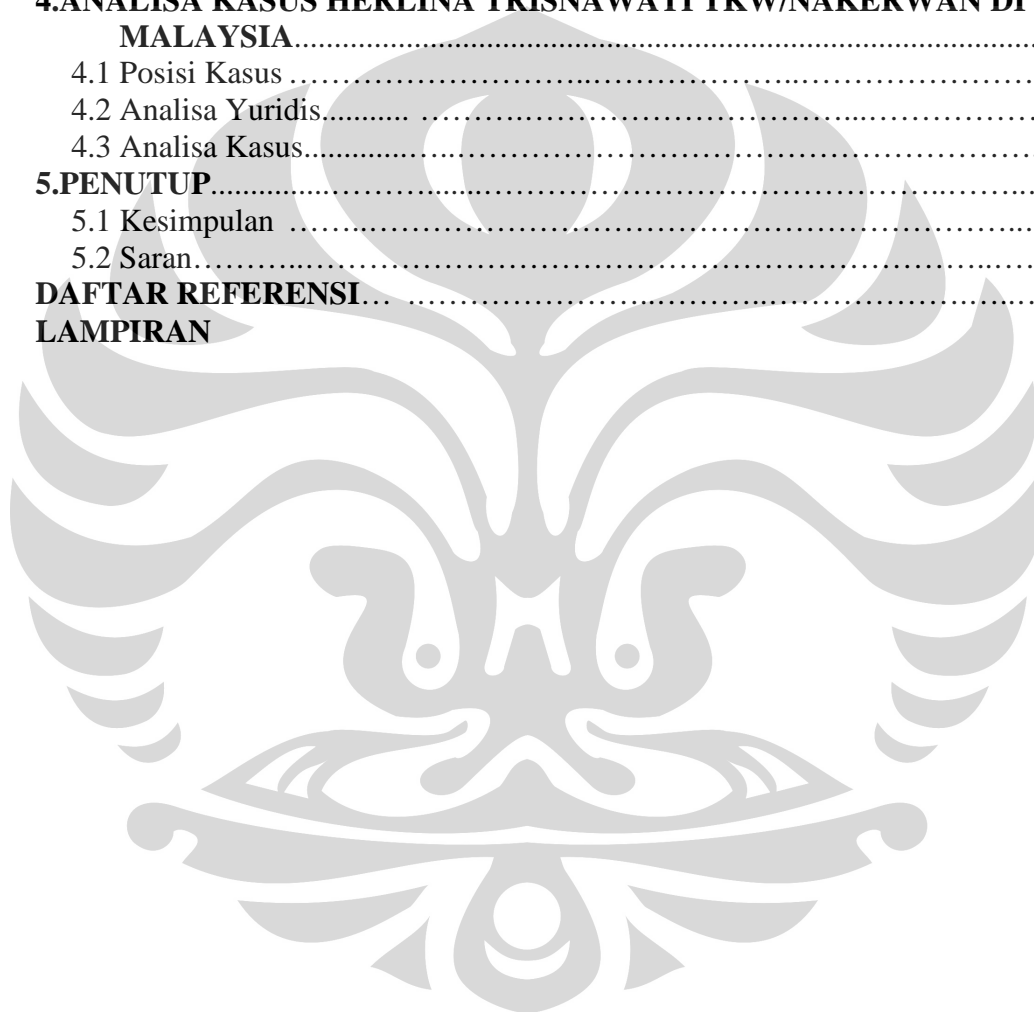 4.ANALISA KASUS HERLINA TRISNAWATI TKW/NAKERWAN DI
MALAYSIA..............................................................................................
4.1 Posisi Kasus ……………………………………………………………
4.2 Analisa Yuridis........... ……………………………………………………
4.3 Analisa Kasus..............……………………………………………………
5.PENUTUP..............……………………………………………………………
5.1 Kesimpulan ……………………………………………………………
5.2 Saran……………………………………………………………………
DAFTAR REFERENSI… ……………………………………………………
LAMPIRAN